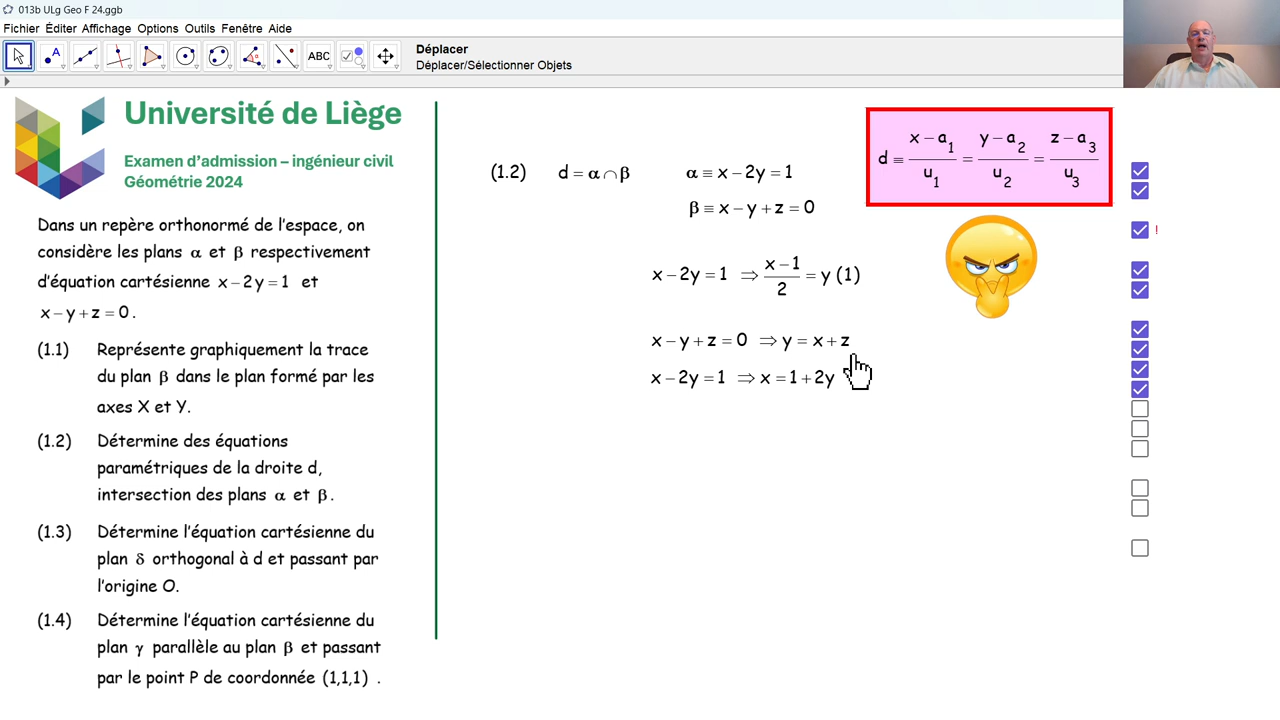 013b ULg Geo F 24.ggb
Fichier Éditer Affichage Options Outils Fenêtre Aide
A
ABC
Déplacer
Déplacer/Sélectionner Objets
Université de Liège
Examen d'admission – ingénieur civil
Géométrie 2024
Dans un repère orthonormé de l'espace, on
considère les plans α et β respectivement
d'équation cartésienne x – 2y = 1 et
x – y + z = 0 .
(1.1) Représente graphiquement la trace
du plan β dans le plan formé par les
axes X et Y.
(1.2) Détermine des équations
paramétriques de la droite d,
intersection des plans α et β.
(1.3) Détermine l'équation cartésienne du
plan δ orthogonal à d et passant par
l'origine O.
(1.4) Détermine l'équation cartésienne du
plan γ parallèle au plan β et passant
par le point P de coordonnée (1,1,1) .
(1.2) d = α ∩ β α ≡ x – 2y = 1
β ≡ x – y + z = 0
x – 2y = 1 ⇒ (x – 1)/2 = y (1)
x – y + z = 0 ⇒ y = x + z
x – 2y = 1 ⇒ x = 1 + 2y
d ≡ (x – a₁)/u₁ = (y – a₂)/u₂ = (z – a₃)/u₃
!